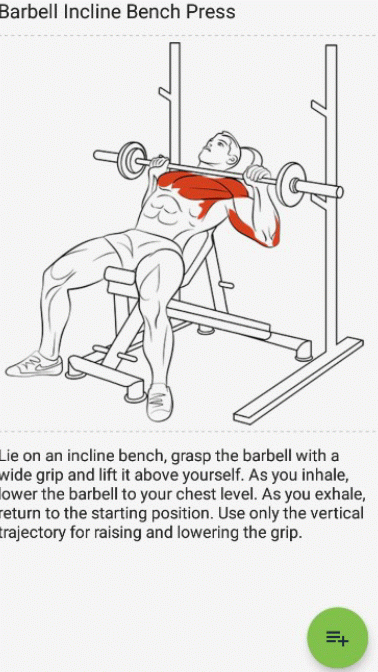 Barbell Incline Bench Press
Lie on an incline bench, grasp the barbell with a
wide grip and lift it above yourself. As you inhale,
lower the barbell to your chest level. As you exhale,
return to the starting position. Use only the vertical
trajectory for raising and lowering the grip.